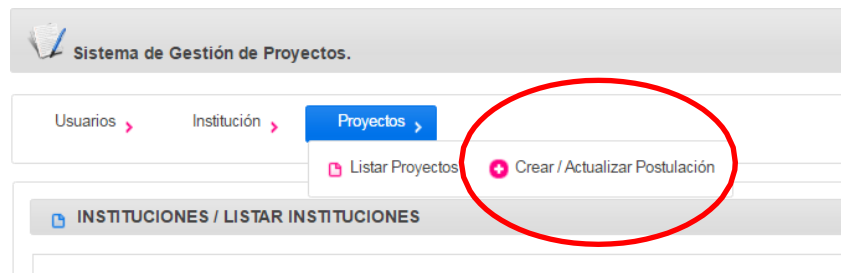 Sistema de Gestión de Proyectos.
Usuarios Institución Proyectos
Listar Proyectos Crear / Actualizar Postulación
INSTITUCIONES / LISTAR INSTITUCIONES